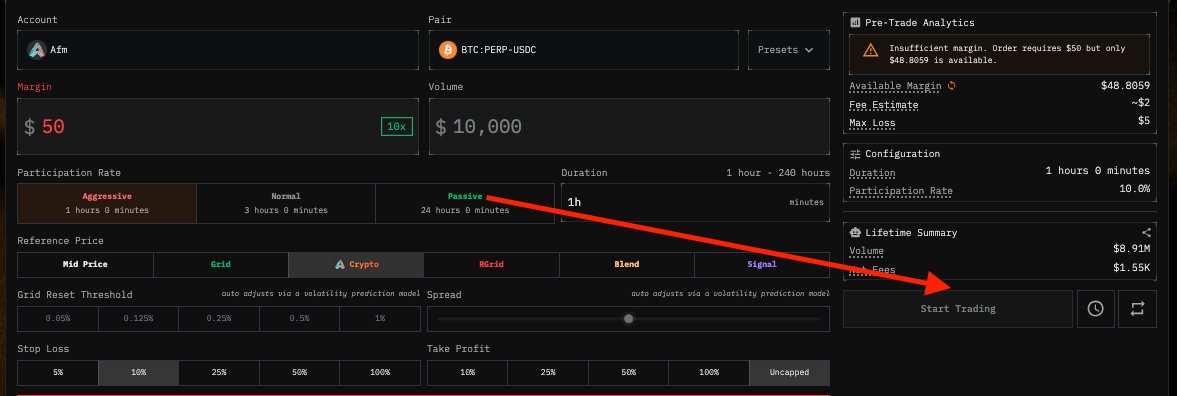 Account
Afm
Pair
BTC:PERP-USDC
Presets
Margin
$ 50
10x
Volume
$ 10,000
Participation Rate
Aggressive
1 hours 0 minutes
Normal
3 hours 0 minutes
Passive
24 hours 0 minutes
Duration
1 hour - 240 hours
1h
minutes
Reference Price
Mid Price
Grid
Crypto
RGrid
Blend
Signal
Grid Reset Threshold
auto adjusts via a volatility prediction model
0.05%
0.125%
0.25%
0.5%
1%
Spread
auto adjusts via a volatility prediction model
Stop Loss
5%
10%
25%
50%
100%
Take Profit
10%
25%
50%
100%
Uncapped
Pre-Trade Analytics
Insufficient margin. Order requires $50 but only
$48.8059 is available.
Available Margin
$48.8059
Fee Estimate
~$2
Max Loss
$5
Configuration
Duration
1 hours 0 minutes
Participation Rate
10.0%
Lifetime Summary
Volume
$8.91M
Fees
$1.55K
Start Trading